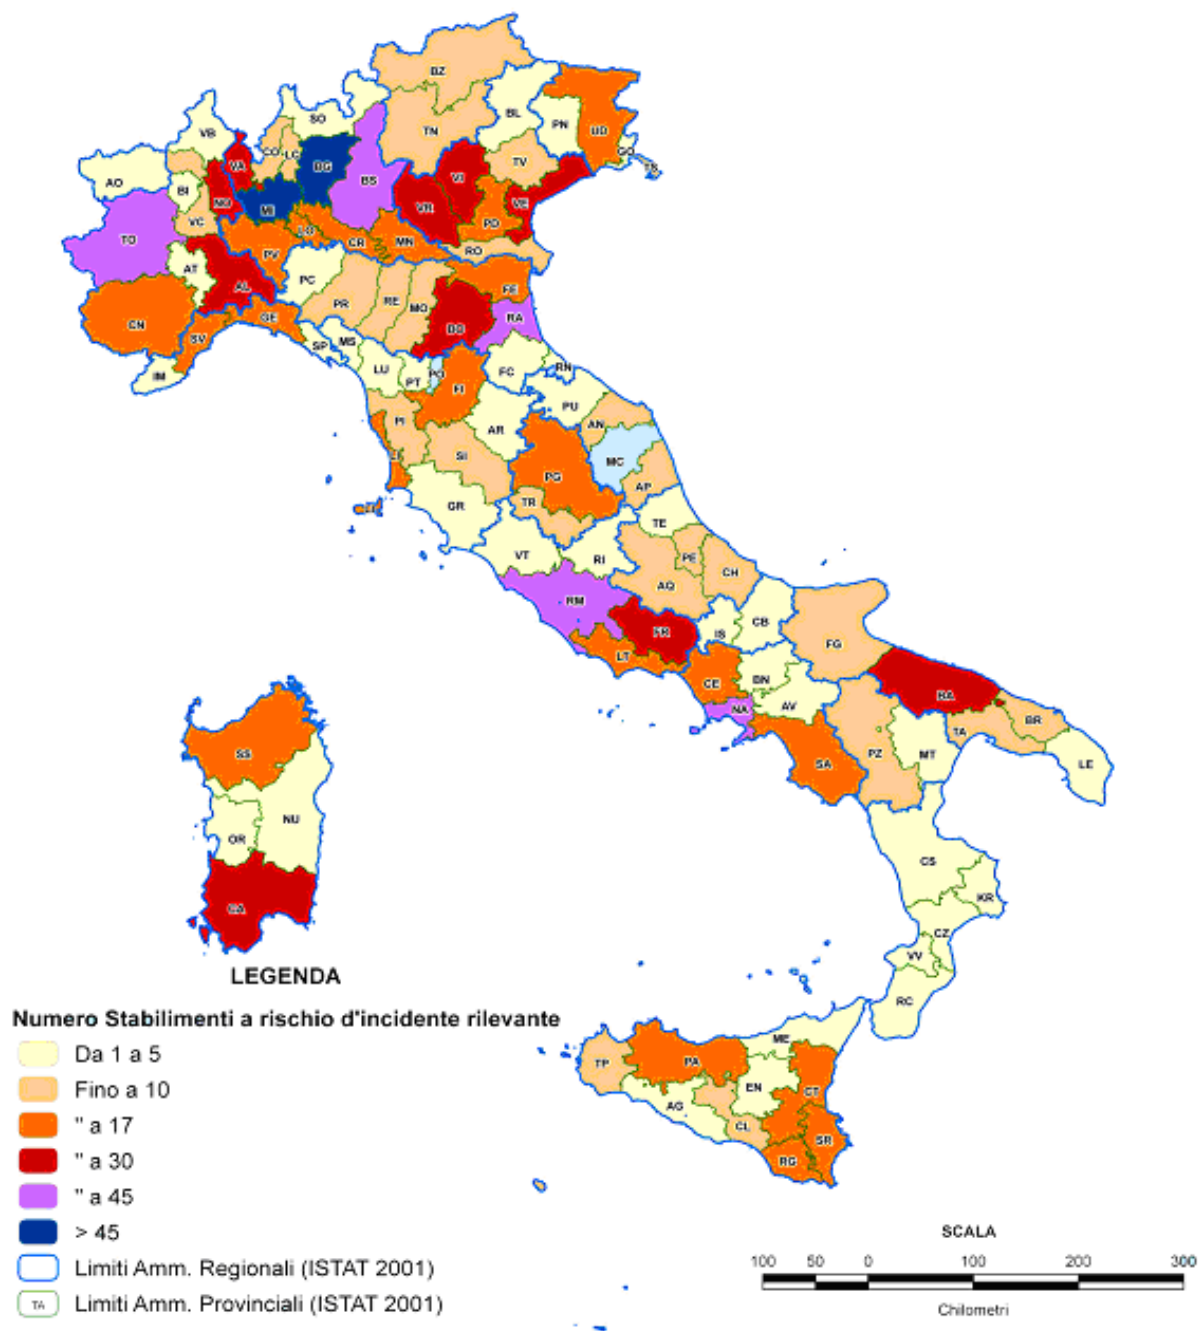 BZ
SO
BL
PN
UD
VB
TN
CO
LC
GO
TV
TS
VA
BG
AO
BI
BS
VI
NO
VR
VE
MI
VC
PD
LO
TO
CR
MN
PV
RO
AT
PC
AL
FE
RE
PR
MO
RA
GE
CN
BO
SV
MS
SP
RN
LU
FC
PO
IM
PT
FI
PU
PI
AN
AR
SI
LI
MC
PG
AP
TR
GR
LI
TE
VT
RI
PE
CH
AQ
RM
CB
FR
IS
FG
LT
BN
CE
BA
AV
NA
BR
TA
SS
PZ
MT
SA
LE
NU
OR
CS
KR
CA
CZ
VV
RC
ME
TP
PA
EN
CT
AG
CL
SR
RG
LEGENDA
Numero Stabilimenti a rischio d'incidente rilevante
Da 1 a 5
Fino a 10
" a 17
" a 30
" a 45
> 45
Limiti Amm. Regionali (ISTAT 2001)
TA Limiti Amm. Provinciali (ISTAT 2001)
SCALA
100 50 0 100 200 300
Chilometri